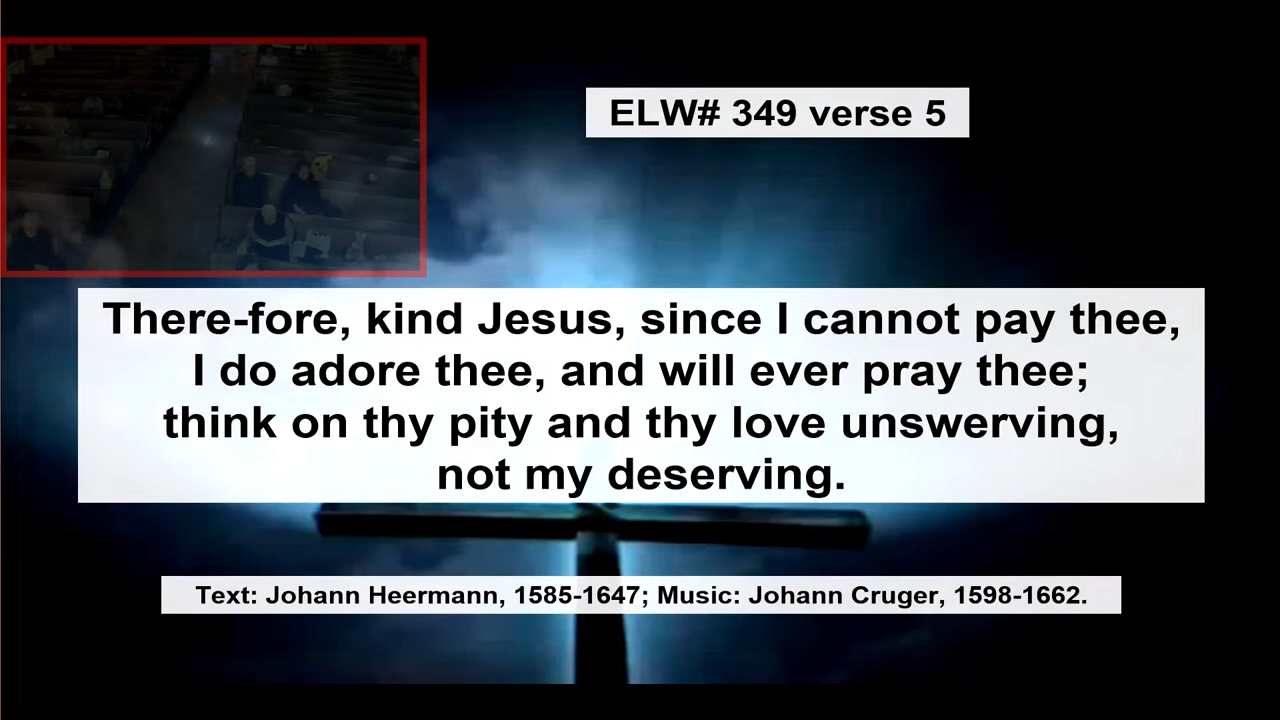 ELW# 349 verse 5
There-fore, kind Jesus, since I cannot pay thee,
I do adore thee, and will ever pray thee;
think on thy pity and thy love unswerving,
not my deserving.
Text: Johann Heermann, 1585-1647; Music: Johann Cruger, 1598-1662.